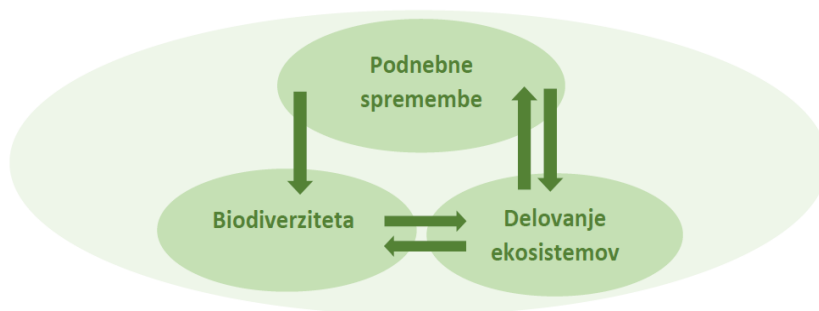 Podnebne
spremembe
Biodiverziteta
Delovanje
ekosistemov